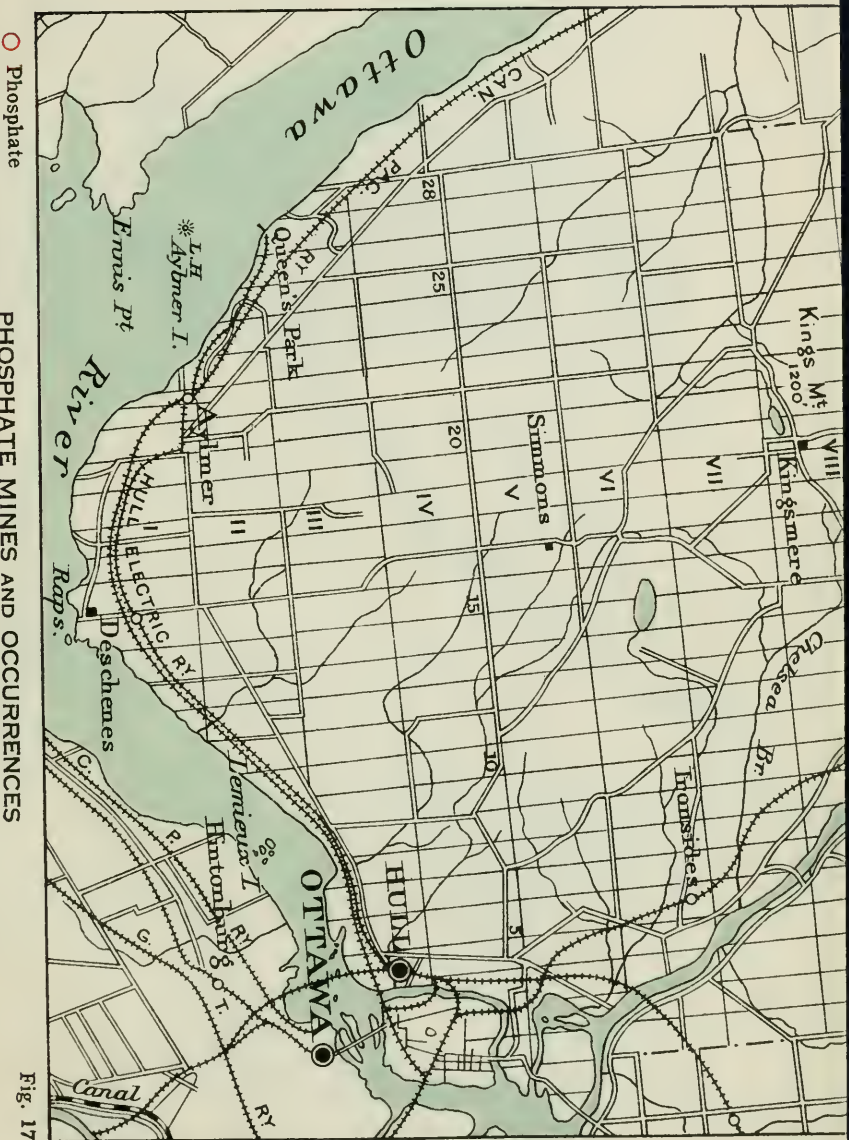 Ottawa
River
CAN.
PAC.
RY
28
25
20
15
10
5
Kings Mt.
1200'
VIII
Kingsmere
VII
VI
V
IV
III
II
I
Simmons
Queen's Park
L.H
Aylmer I.
Ennis Pt.
Aylmer
HULL ELECTRIC RY
Deschenes
Raps.
Chelsea Br.
Ironsides
Lemieux I.
Hintonburg
HULL
OTTAWA
C. P. RY
G. T.
RY
Canal
Phosphate
PHOSPHATE MINES AND OCCURRENCES
Fig. 17